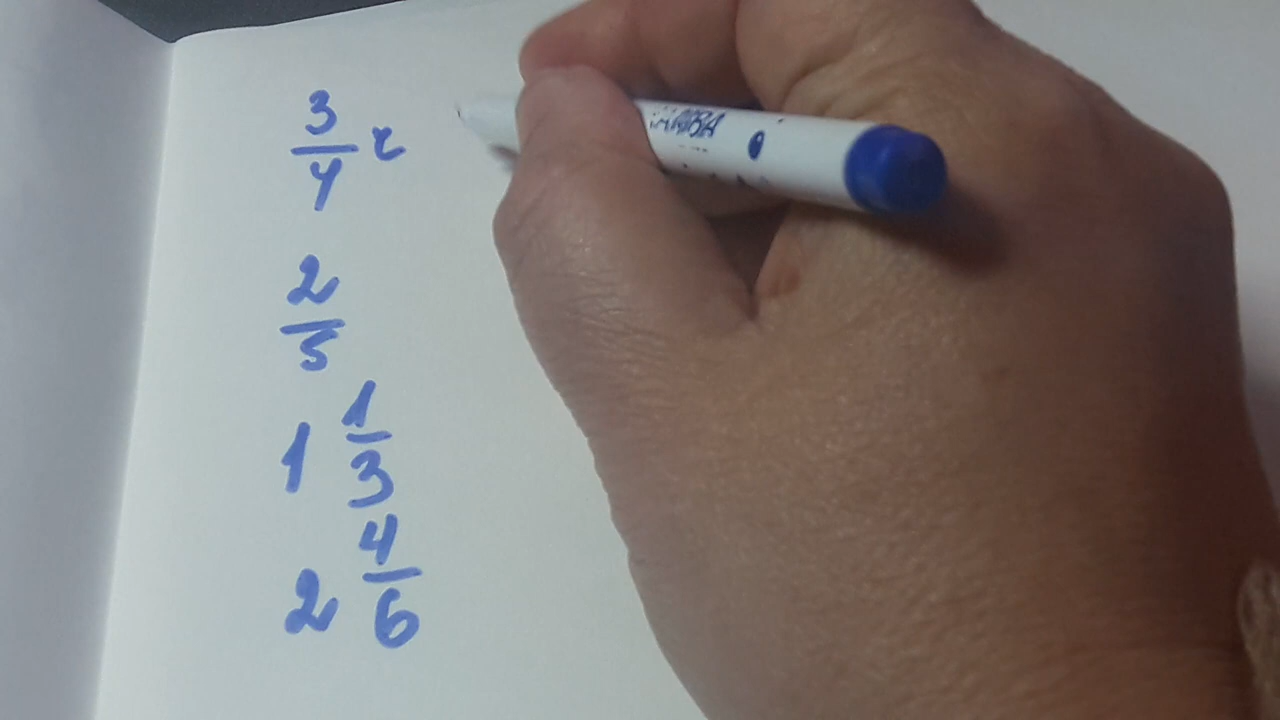 3/4 =
2/5
1 1/3
2 4/6